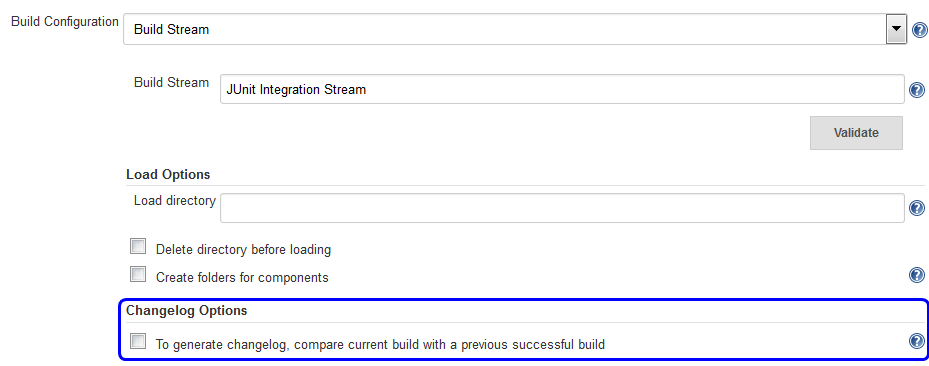 Build Configuration
Build Stream
Build Stream
JUnit Integration Stream
Validate
Load Options
Load directory
Delete directory before loading
Create folders for components
Changelog Options
To generate changelog, compare current build with a previous successful build